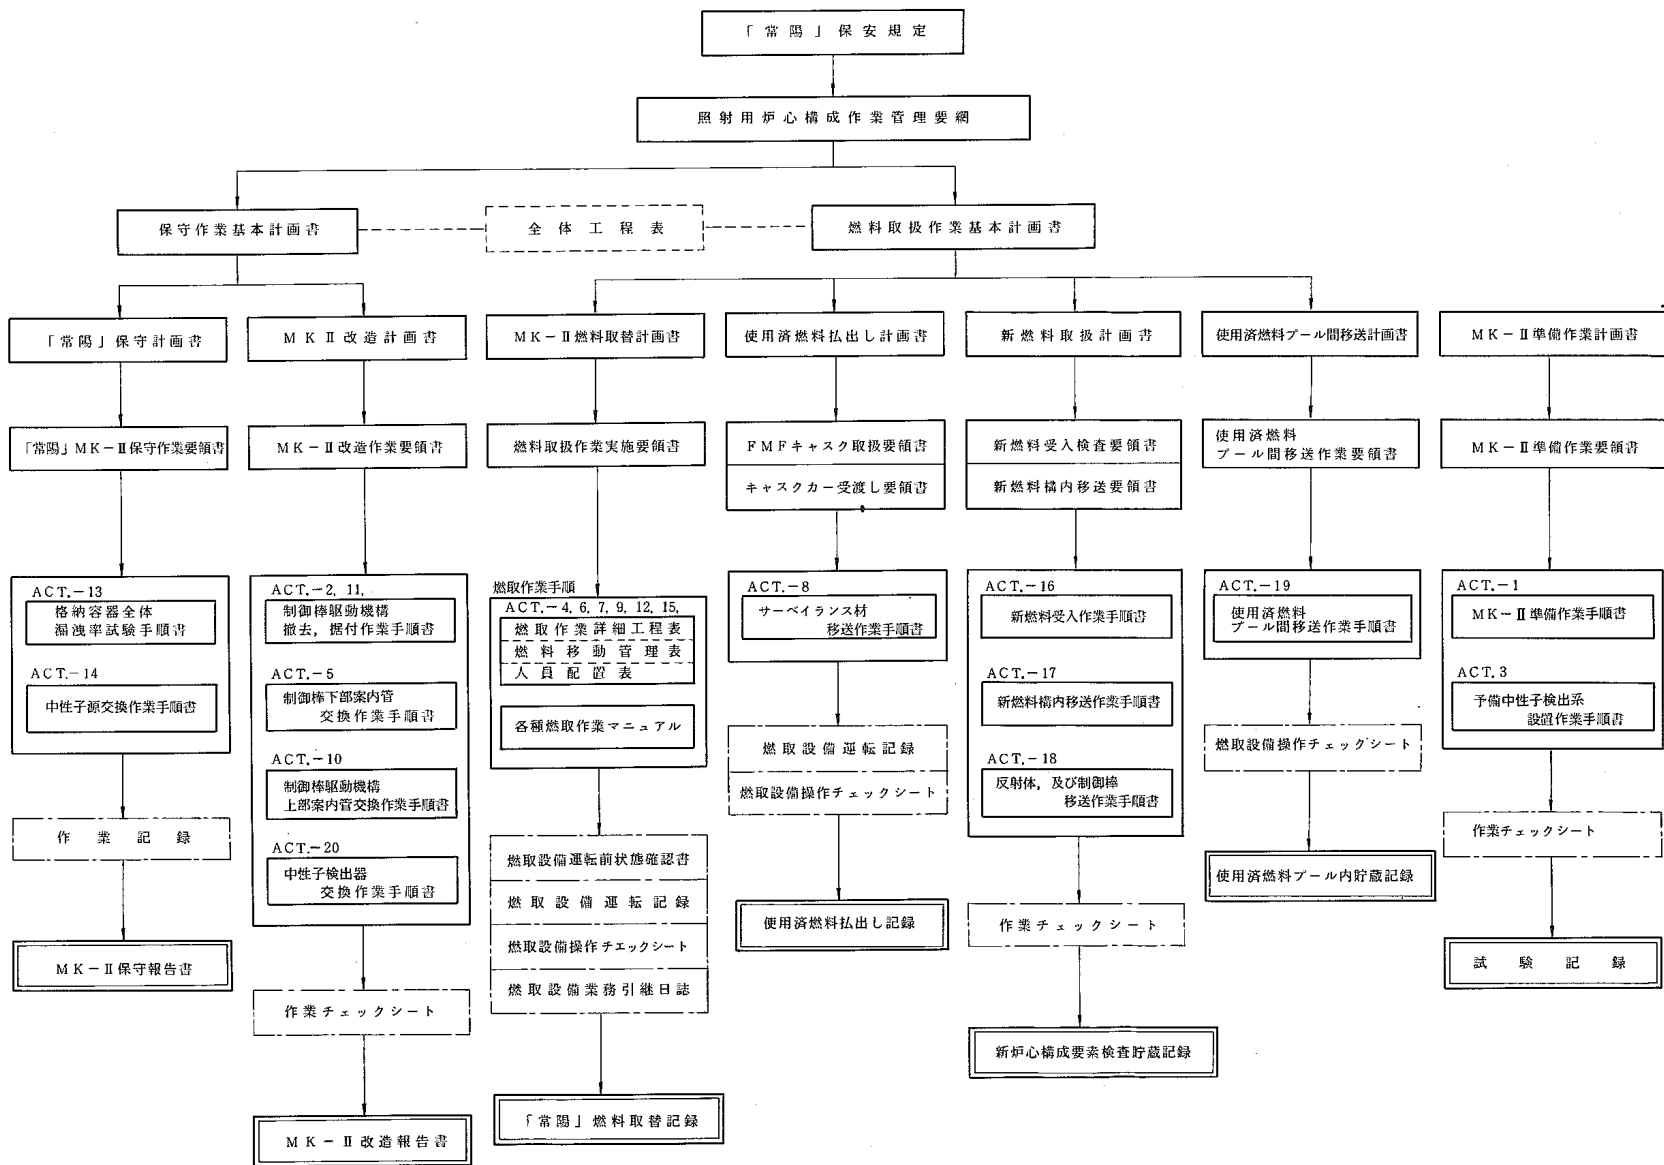 「常陽」保安規定
照射用炉心構成作業管理要綱
保守作業基本計画書
全体工程表
燃料取扱作業基本計画書
「常陽」保守計画書
MKⅡ改造計画書
MK-Ⅱ燃料取替計画書
使用済燃料払出し計画書
新燃料取扱計画書
使用済燃料プール間移送計画書
MK-Ⅱ準備作業計画書
「常陽」MK-Ⅱ保守作業要領書
MK-Ⅱ改造作業要領書
燃料取扱作業実施要領書
FMFキャスク取扱要領書
キャスクカー受渡し要領書
新燃料受入検査要領書
新燃料構内移送要領書
使用済燃料
プール間移送作業要領書
MK-Ⅱ準備作業要領書
ACT.-13
格納容器全体
漏洩率試験手順書
ACT.-14
中性子源交換作業手順書
作業記録
MK-Ⅱ保守報告書
ACT.-2, 11,
制御棒駆動機構
撤去，据付作業手順書
ACT.-5
制御棒下部案内管
交換作業手順書
ACT.-10
制御棒駆動機構
上部案内管交換作業手順書
ACT.-20
中性子検出器
交換作業手順書
作業チェックシート
MK-Ⅱ改造報告書
燃取作業手順
ACT.-4, 6, 7, 9, 12, 15,
燃取作業詳細工程表
燃料移動管理表
人員配置表
各種燃取作業マニュアル
燃取設備運転前状態確認書
燃取設備運転記録
燃取設備操作チェックシート
燃取設備業務引継日誌
「常陽」燃料取替記録
ACT.-8
サーベイランス材
移送作業手順書
燃取設備運転記録
燃取設備操作チェックシート
使用済燃料払出し記録
ACT.-16
新燃料受入作業手順書
ACT.-17
新燃料構内移送作業手順書
ACT.-18
反射体，及び制御棒
移送作業手順書
作業チェックシート
新炉心構成要素検査貯蔵記録
ACT.-19
使用済燃料
プール間移送作業手順書
燃取設備操作チェックシート
使用済燃料プール内貯蔵記録
ACT.-1
MK-Ⅱ準備作業手順書
ACT.3
予備中性子検出系
設置作業手順書
作業チェックシート
試験記録